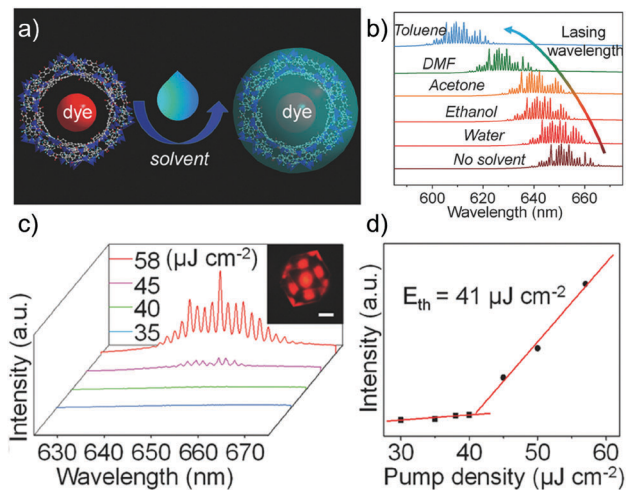 a)
dye
solvent
dye
b)
Toluene
DMF
Acetone
Ethanol
Water
No solvent
Lasing
wavelength
600 620 640 660
Wavelength (nm)
c)
58 (μJ cm-2)
45
40
35
Intensity (a.u.)
630 640 650 660 670
Wavelength (nm)
d)
Eth = 41 μJ cm-2
Intensity (a.u.)
30 40 50 60
Pump density (μJ cm-2)